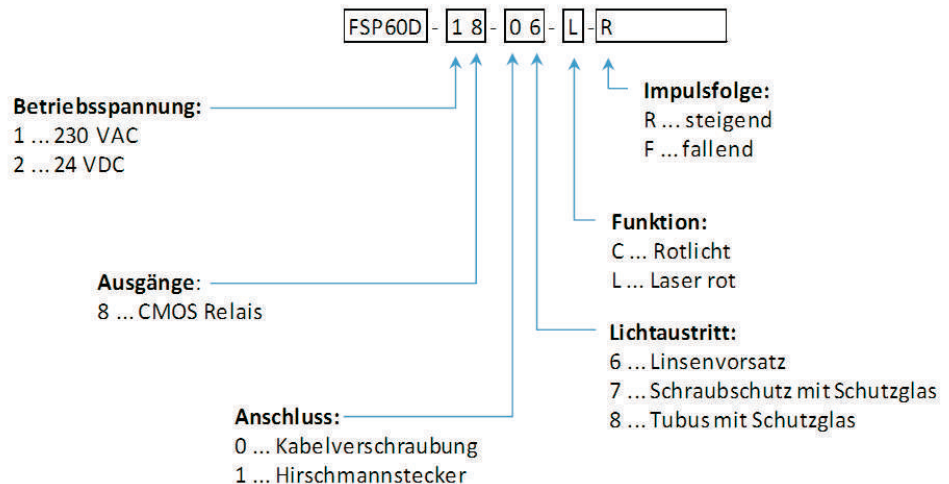 FSP60D - 1 8 - 0 6 - L - R
Betriebsspannung:
1 ... 230 VAC
2 ... 24 VDC
Impulsfolge:
R ... steigend
F ... fallend
Funktion:
C ... Rotlicht
L ... Laser rot
Ausgänge:
8 ... CMOS Relais
Lichtaustritt:
6 ... Linsenvorsatz
7 ... Schraubschutz mit Schutzglas
8 ... Tubus mit Schutzglas
Anschluss:
0 ... Kabelverschraubung
1 ... Hirschmannstecker